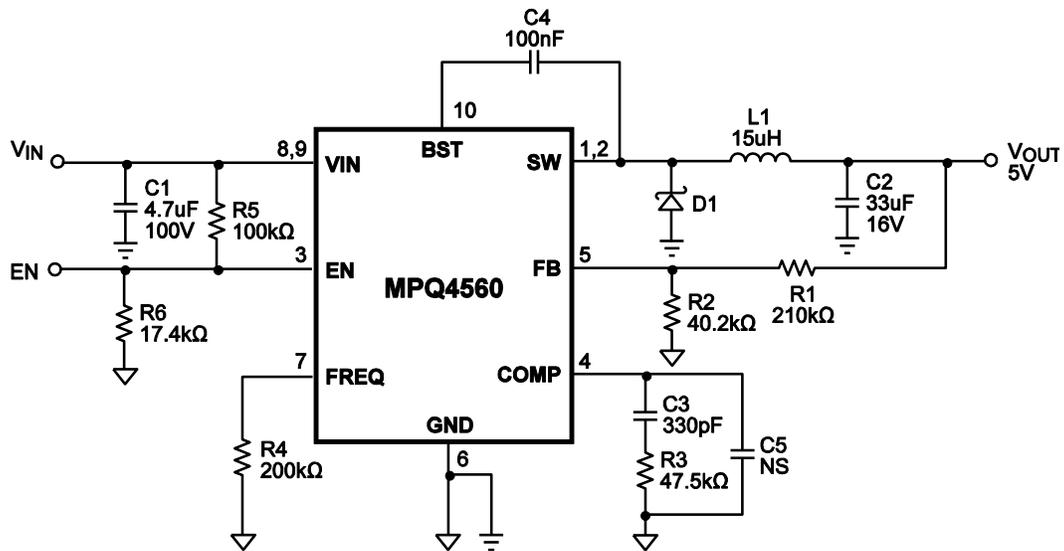 C4
100nF
10
L1
15uH
VIN
8,9
VIN
BST
SW
1,2
VOUT
5V
C1
4.7uF
100V
R5
100kΩ
D1
C2
33uF
16V
EN
3
EN
MPQ4560
FB
5
R1
210kΩ
R6
17.4kΩ
R2
40.2kΩ
7
FREQ
COMP
4
GND
6
R4
200kΩ
C3
330pF
R3
47.5kΩ
C5
NS